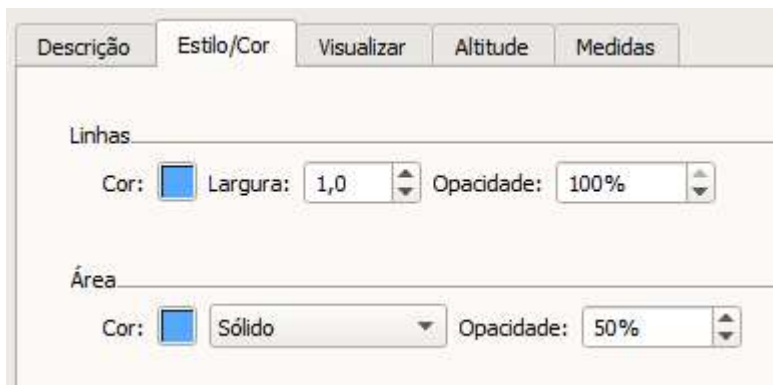 Descrição Estilo/Cor Visualizar Altitude Medidas
Linhas
Cor: Largura: 1,0 Opacidade: 100%
Área
Cor: Sólido Opacidade: 50%